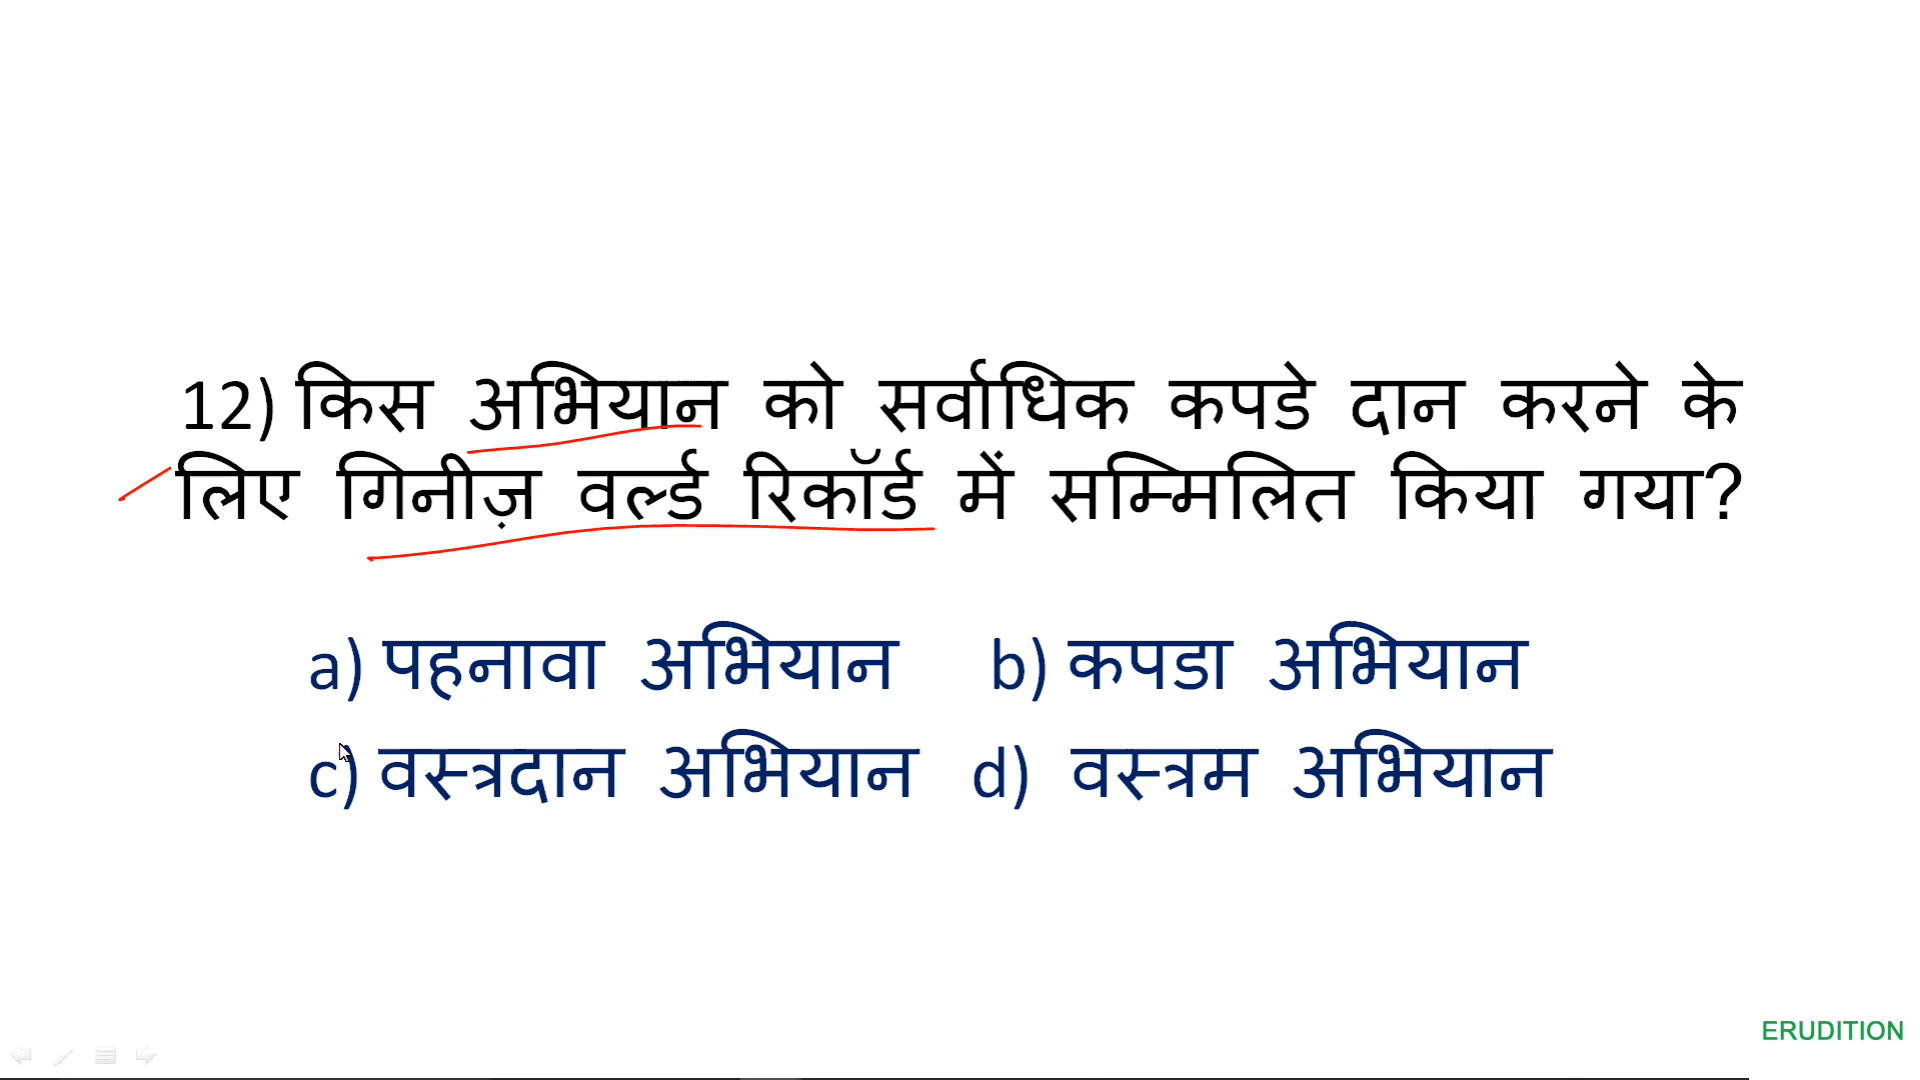 12) किस अभियान को सर्वाधिक कपडे दान करने के
लिए गिनीज़ वर्ल्ड रिकॉर्ड में सम्मिलित किया गया?
a) पहनावा अभियान b) कपडा अभियान
c) वस्त्रदान अभियान d) वस्त्रम अभियान
ERUDITION